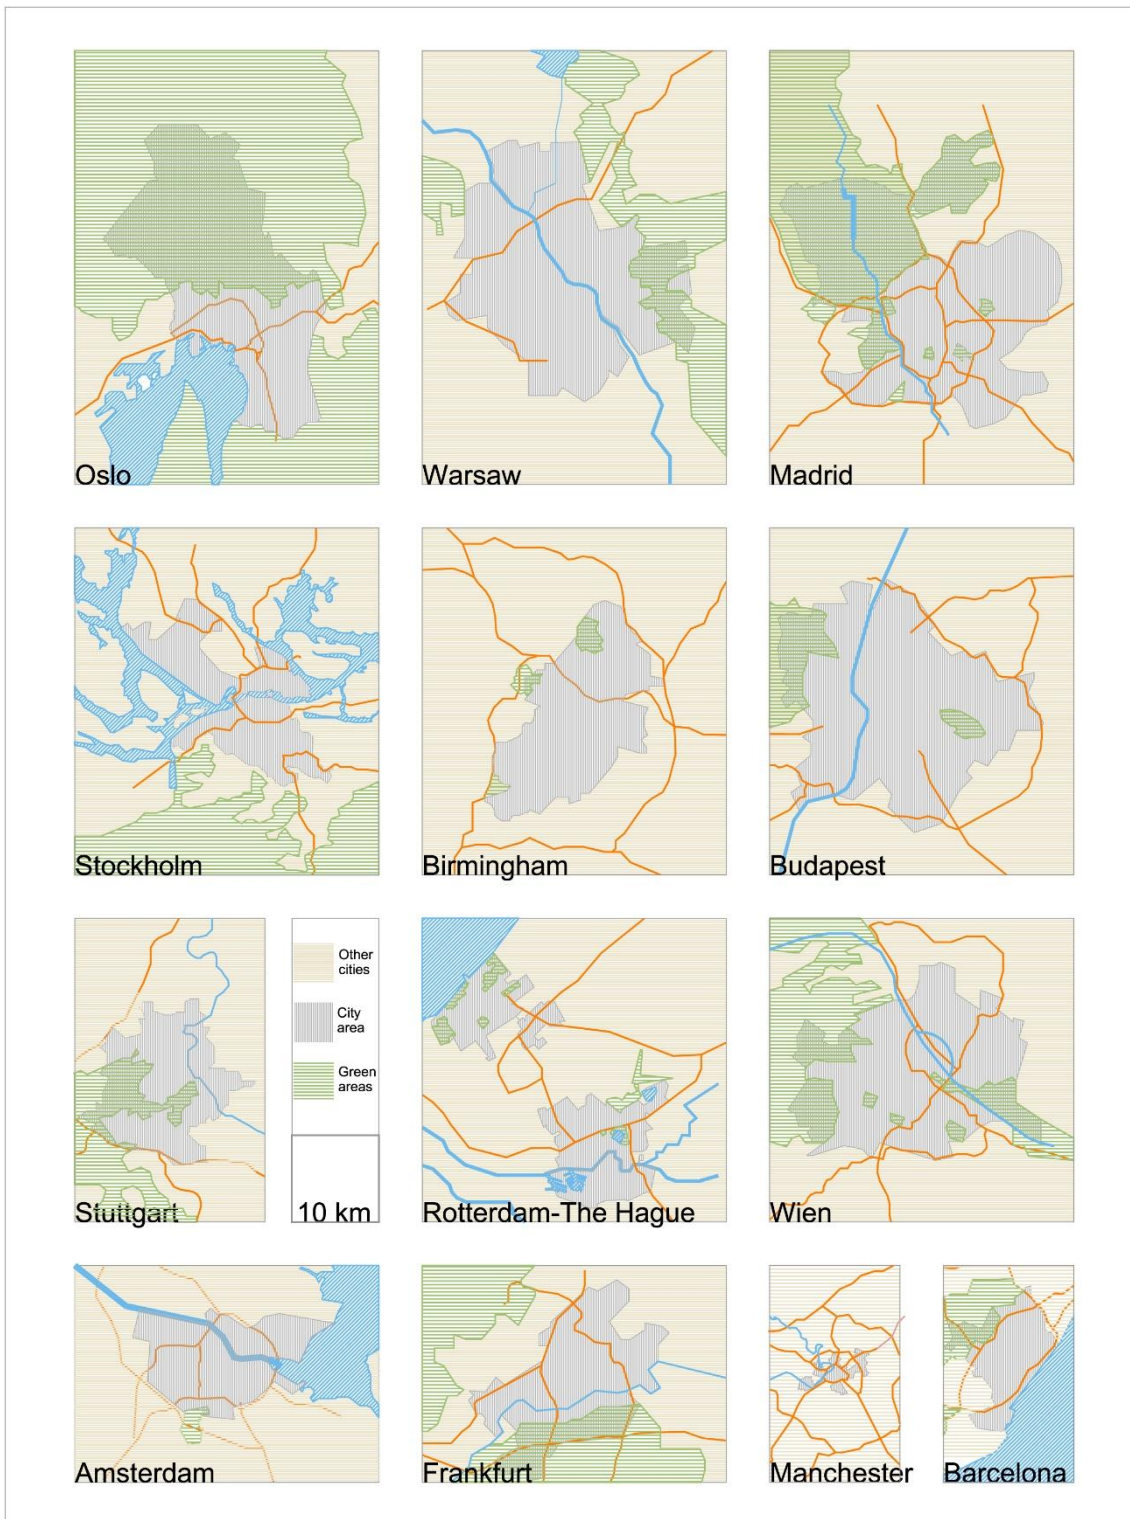 Oslo
Warsaw
Madrid
Stockholm
Birmingham
Budapest
Other
cities
City
area
Green
areas
Stuttgart
10 km
Rotterdam-The Hague
Wien
Amsterdam
Frankfurt
Manchester
Barcelona